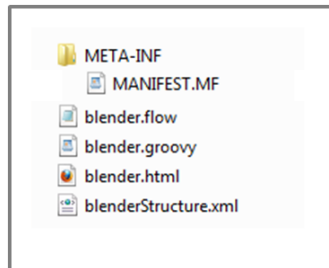 META-INF
MANIFEST.MF
blender.flow
blender.groovy
blender.html
blenderStructure.xml